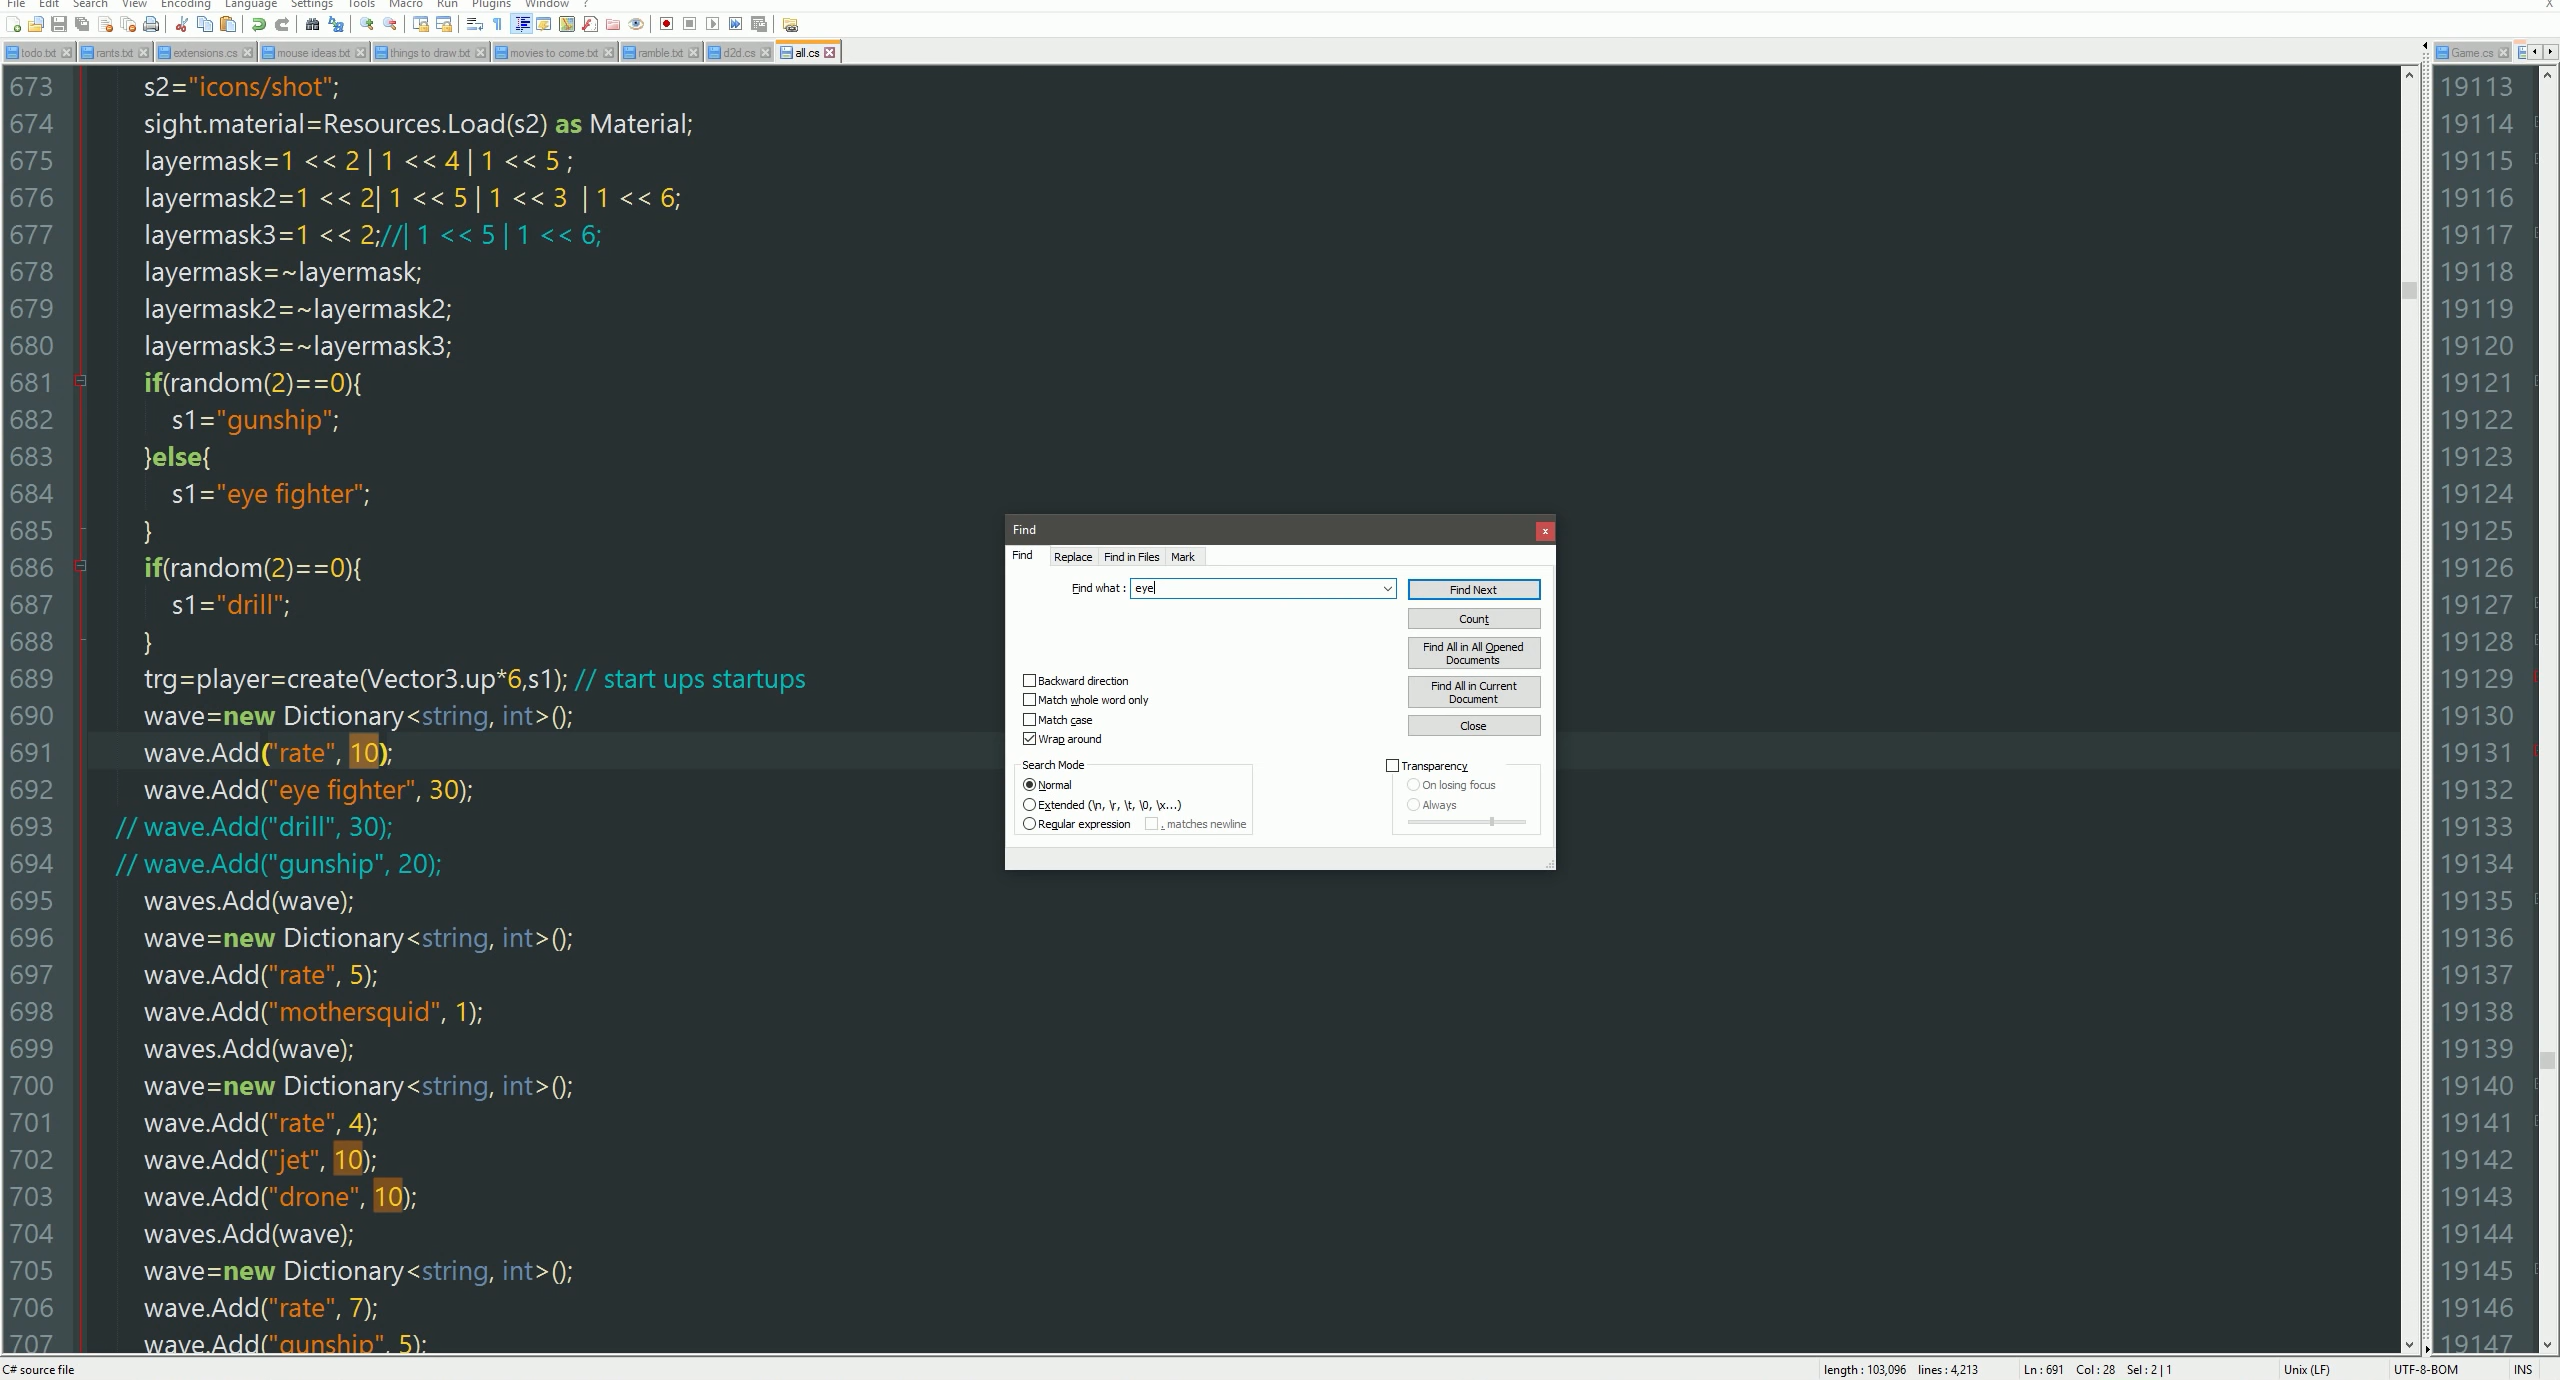 File Edit Search View Encoding Language Settings Tools Macro Run Plugins Window ? X
todo.txt rants.txt extensions.cs mouse ideas.txt things to draw.txt movies to come.txt ramble.txt d2d.cs all.cs Game.cs
673 s2="icons/shot";
674 sight.material=Resources.Load(s2) as Material;
675 layermask=1 << 2 | 1 << 4 | 1 << 5 ;
676 layermask2=1 << 2| 1 << 5 | 1 << 3 | 1 << 6;
677 layermask3=1 << 2;//| 1 << 5 | 1 << 6;
678 layermask=~layermask;
679 layermask2=~layermask2;
680 layermask3=~layermask3;
681 if(random(2)==0){
682 s1="gunship";
683 }else{
684 s1="eye fighter";
685 }
686 if(random(2)==0){
687 s1="drill";
688 }
689 trg=player=create(Vector3.up*6,s1); // start ups startups
690 wave=new Dictionary<string, int>();
691 wave.Add("rate", 10);
692 wave.Add("eye fighter", 30);
693 // wave.Add("drill", 30);
694 // wave.Add("gunship", 20);
695 waves.Add(wave);
696 wave=new Dictionary<string, int>();
697 wave.Add("rate", 5);
698 wave.Add("mothersquid", 1);
699 waves.Add(wave);
700 wave=new Dictionary<string, int>();
701 wave.Add("rate", 4);
702 wave.Add("jet", 10);
703 wave.Add("drone", 10);
704 waves.Add(wave);
705 wave=new Dictionary<string, int>();
706 wave.Add("rate", 7);
707 wave.Add("gunship", 5);
Find x
Find Replace Find in Files Mark
Find what : eye Find Next
Count
Find All in All Opened
Documents
Backward direction
Find All in Current
Document
Match whole word only
Match case
Close
Wrap around
Search Mode
Transparency
Normal
On losing focus
Extended (\n, \r, \t, \0, \x...)
Always
Regular expression . matches newline
19113
19114
19115
19116
19117
19118
19119
19120
19121
19122
19123
19124
19125
19126
19127
19128
19129
19130
19131
19132
19133
19134
19135
19136
19137
19138
19139
19140
19141
19142
19143
19144
19145
19146
19147
C# source file length : 103,096 lines : 4,213 Ln : 691 Col : 28 Sel : 2 | 1 Unix (LF) UTF-8-BOM INS